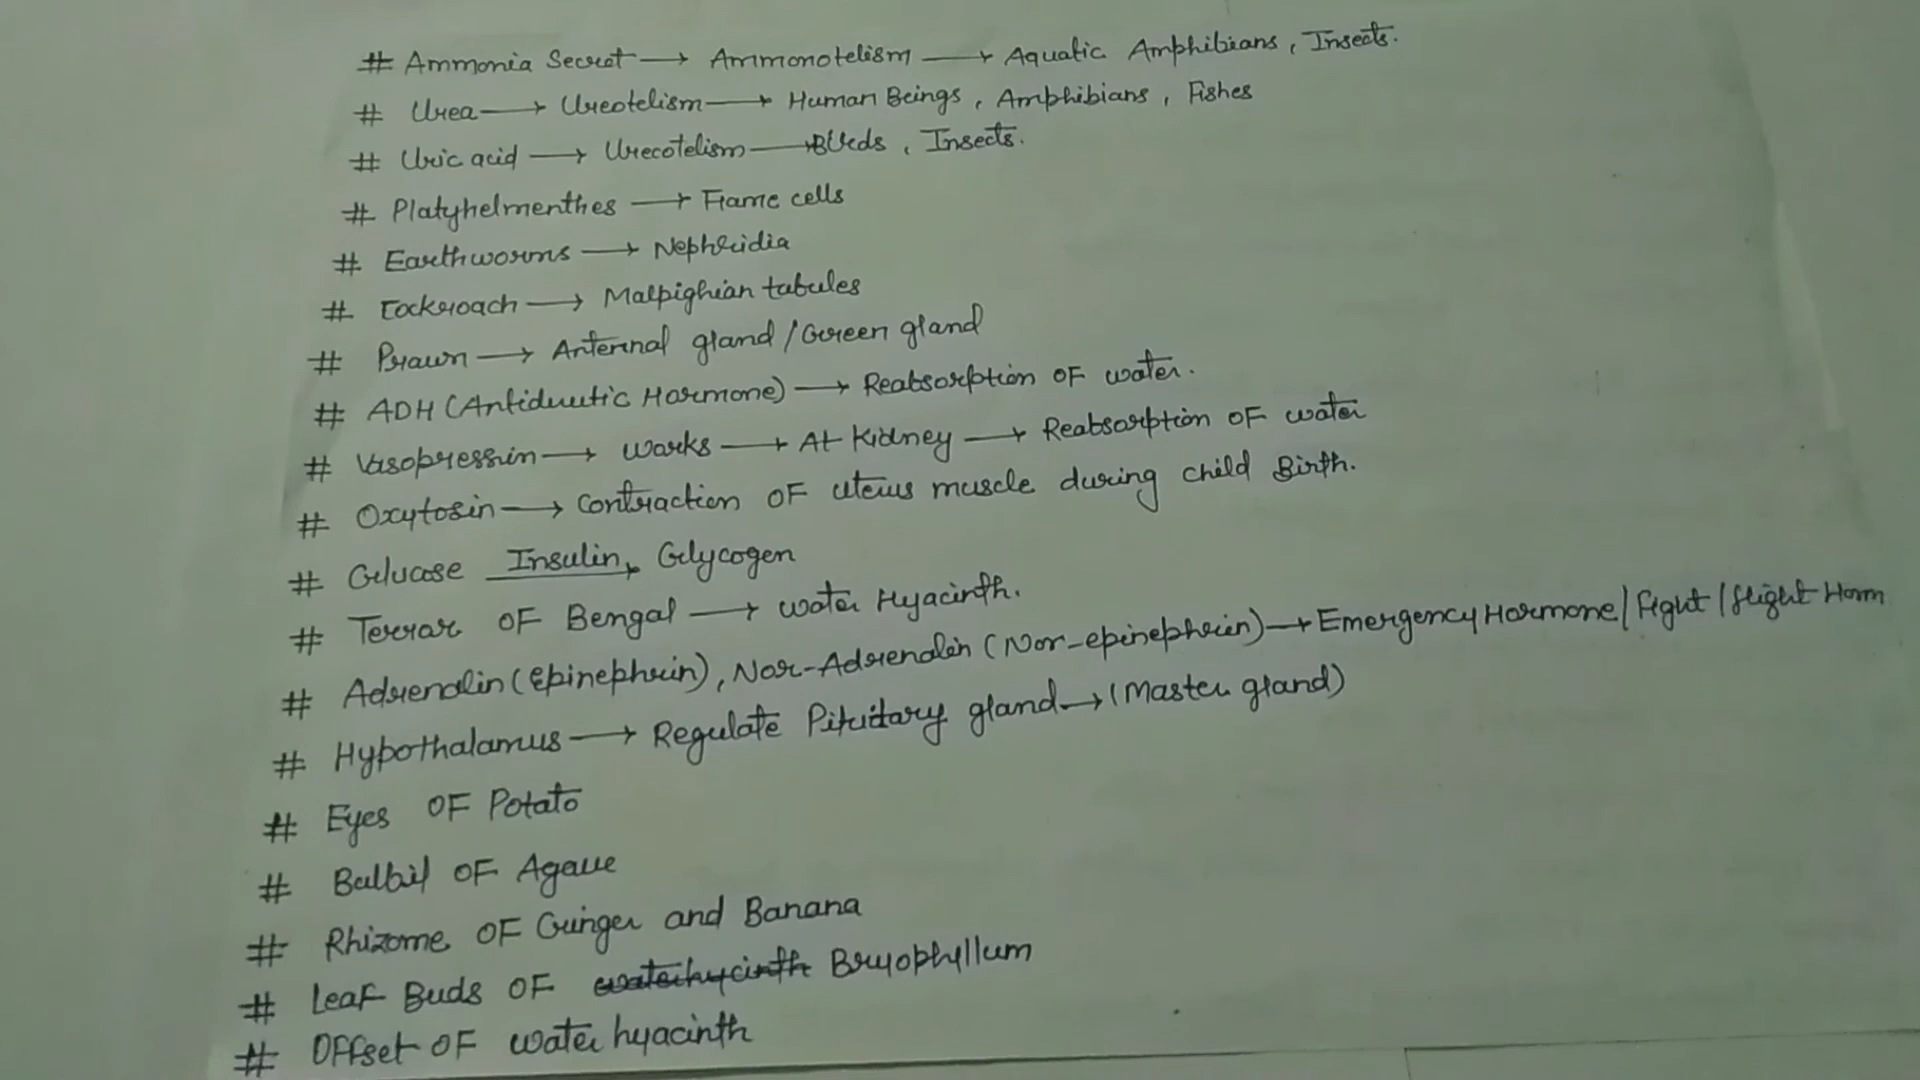 # Ammonia Secret → Ammonotelism → Aquatic Amphibians, Insects.
# Urea → Ureotelism → Human Beings, Amphibians, Fishes
# Uric acid → Urecotelism → Birds, Insects.
# Platyhelmenthes → Flame cells
# Earthworms → Nephridia
# Cockroach → Malpighian tabules
# Prawn → Antennal gland / Green gland
# ADH (Antidiuetic Hormone) → Reabsorption OF water.
# Vasopressin → works → At Kidney → Reabsorption OF water
# Oxytosin → Contraction OF uterus muscle during child Birth.
# Glucose Insulin→ Glycogen
# Terrar OF Bengal → water Hyacinth.
# Adrenalin (Epinephrin), Nor-Adrenalin (Nor-epinephrin) → Emergency Hormone / Fight / flight Horm
# Hypothalamus → Regulate Pituitary gland → (Master gland)
# Eyes OF Potato
# Bulbil OF Agave
# Rhizome OF Ginger and Banana
# Leaf Buds OF waterhycinth Bryophyllum
# Offset OF water hyacinth